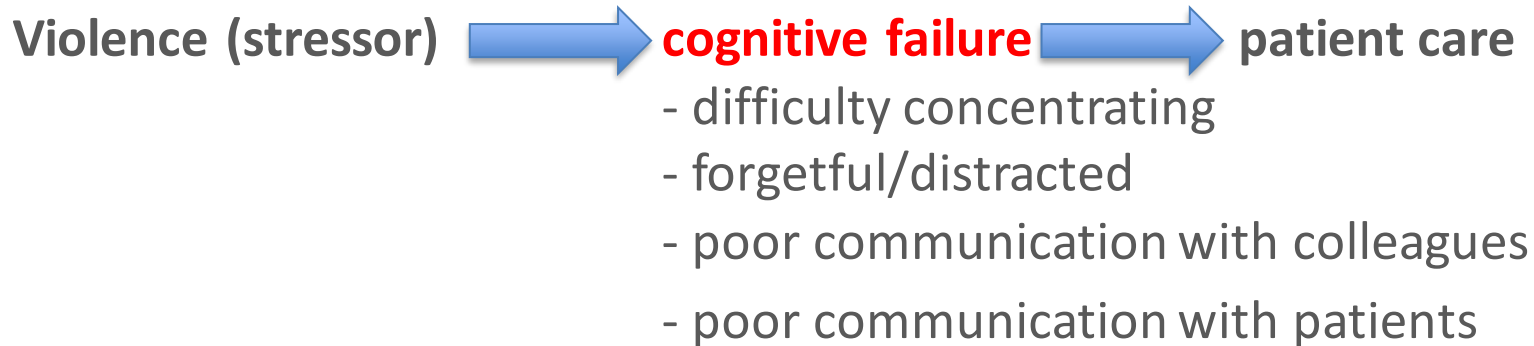 Violence (stressor) cognitive failure patient care
- difficulty concentrating
- forgetful/distracted
- poor communication with colleagues
- poor communication with patients